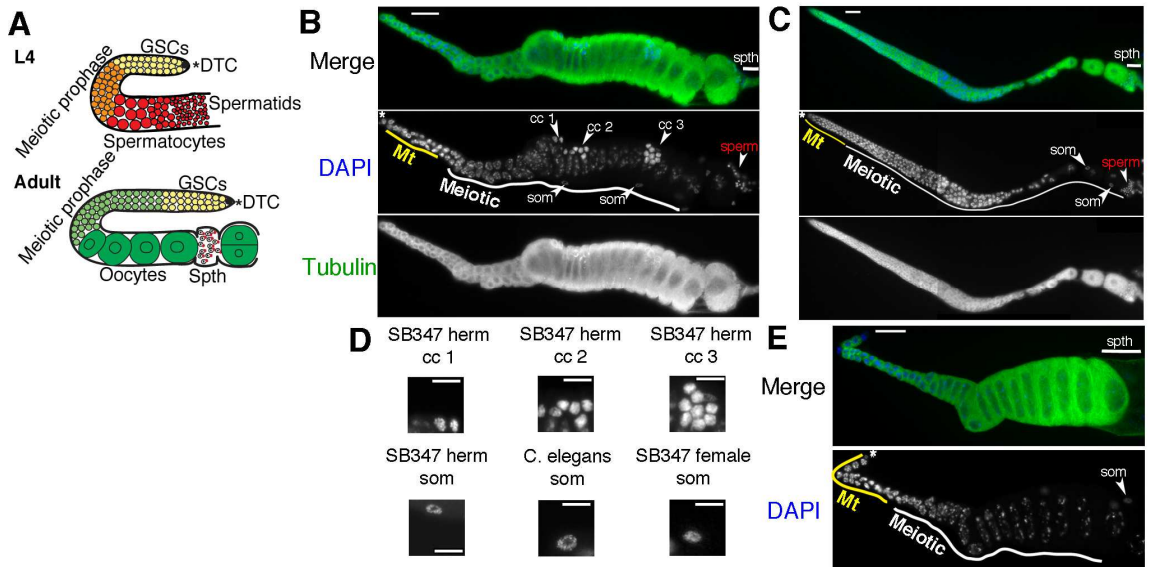 A
L4
GSCs
*DTC
Meiotic prophase
Spermatids
Spermatocytes
Adult
GSCs
*DTC
Meiotic prophase
Oocytes
Spth
B
Merge
spth
DAPI
*
cc 1
cc 2
cc 3
sperm
Mt
Meiotic
som
som
Tubulin
C
spth
*
Mt
Meiotic
som
sperm
som
D
SB347 herm
cc 1
SB347 herm
cc 2
SB347 herm
cc 3
SB347 herm
som
C. elegans
som
SB347 female
som
E
Merge
spth
DAPI
*
Mt
Meiotic
som